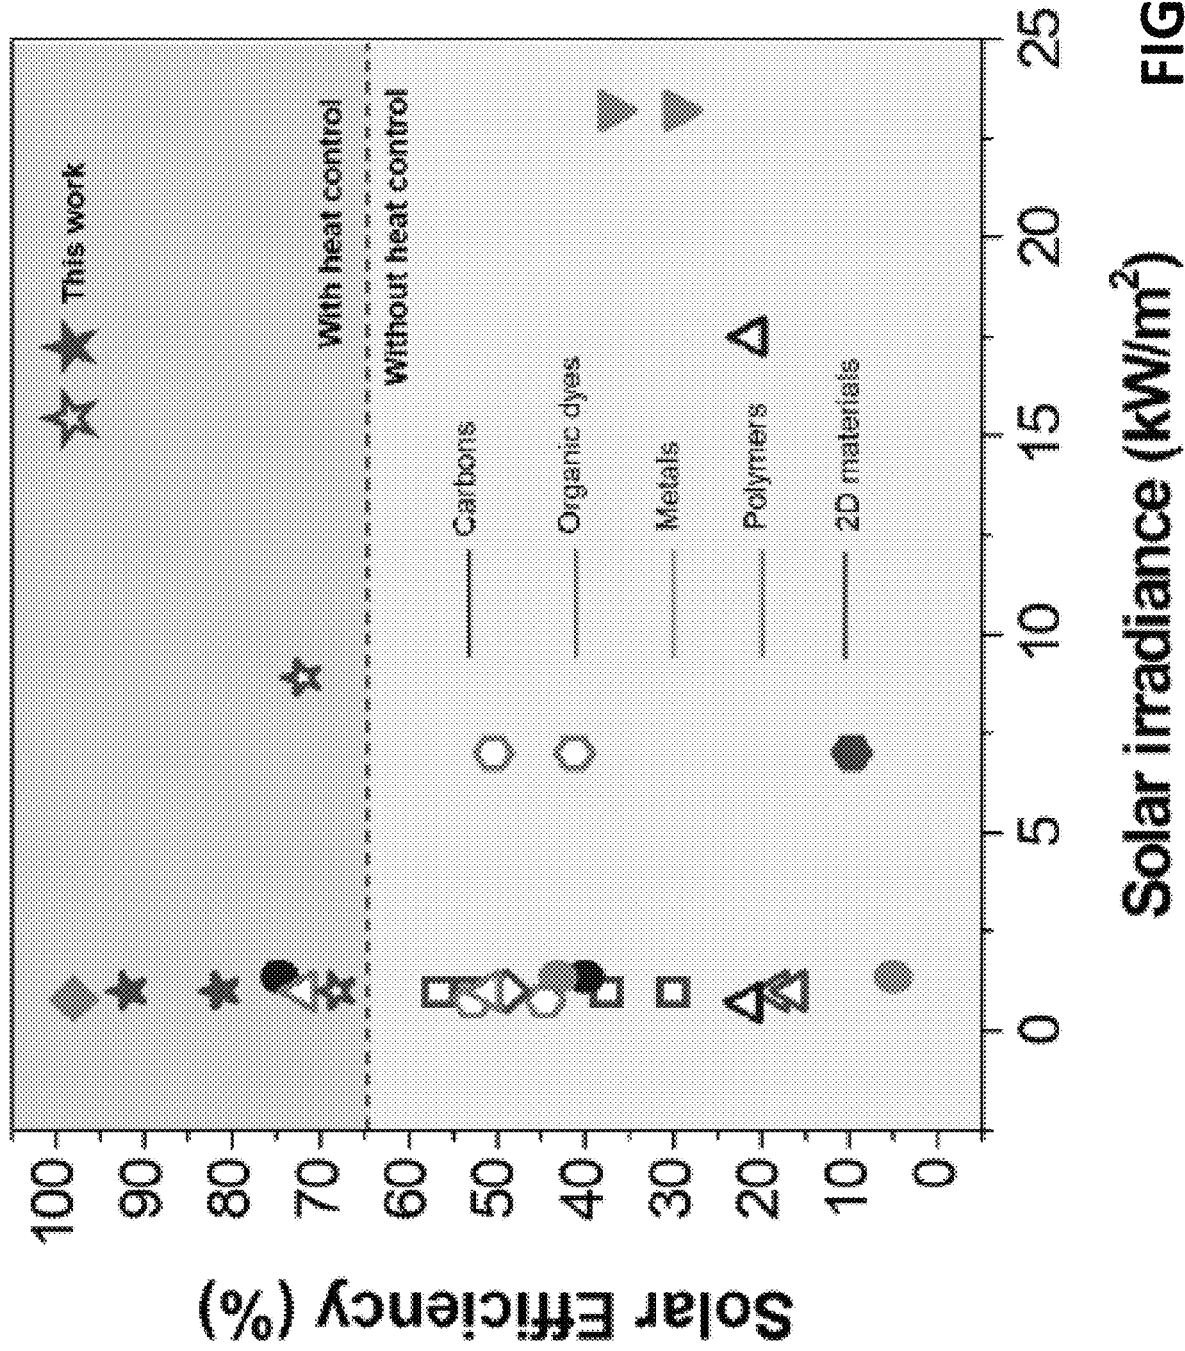 Solar Efficiency (%)
100
90
80
70
60
50
40
30
20
10
0
This work
With heat control
Without heat control
Carbons
Organic dyes
Metals
Polymers
2D materials
0
5
10
15
20
25
Solar irradiance (kW/m²)
FIG